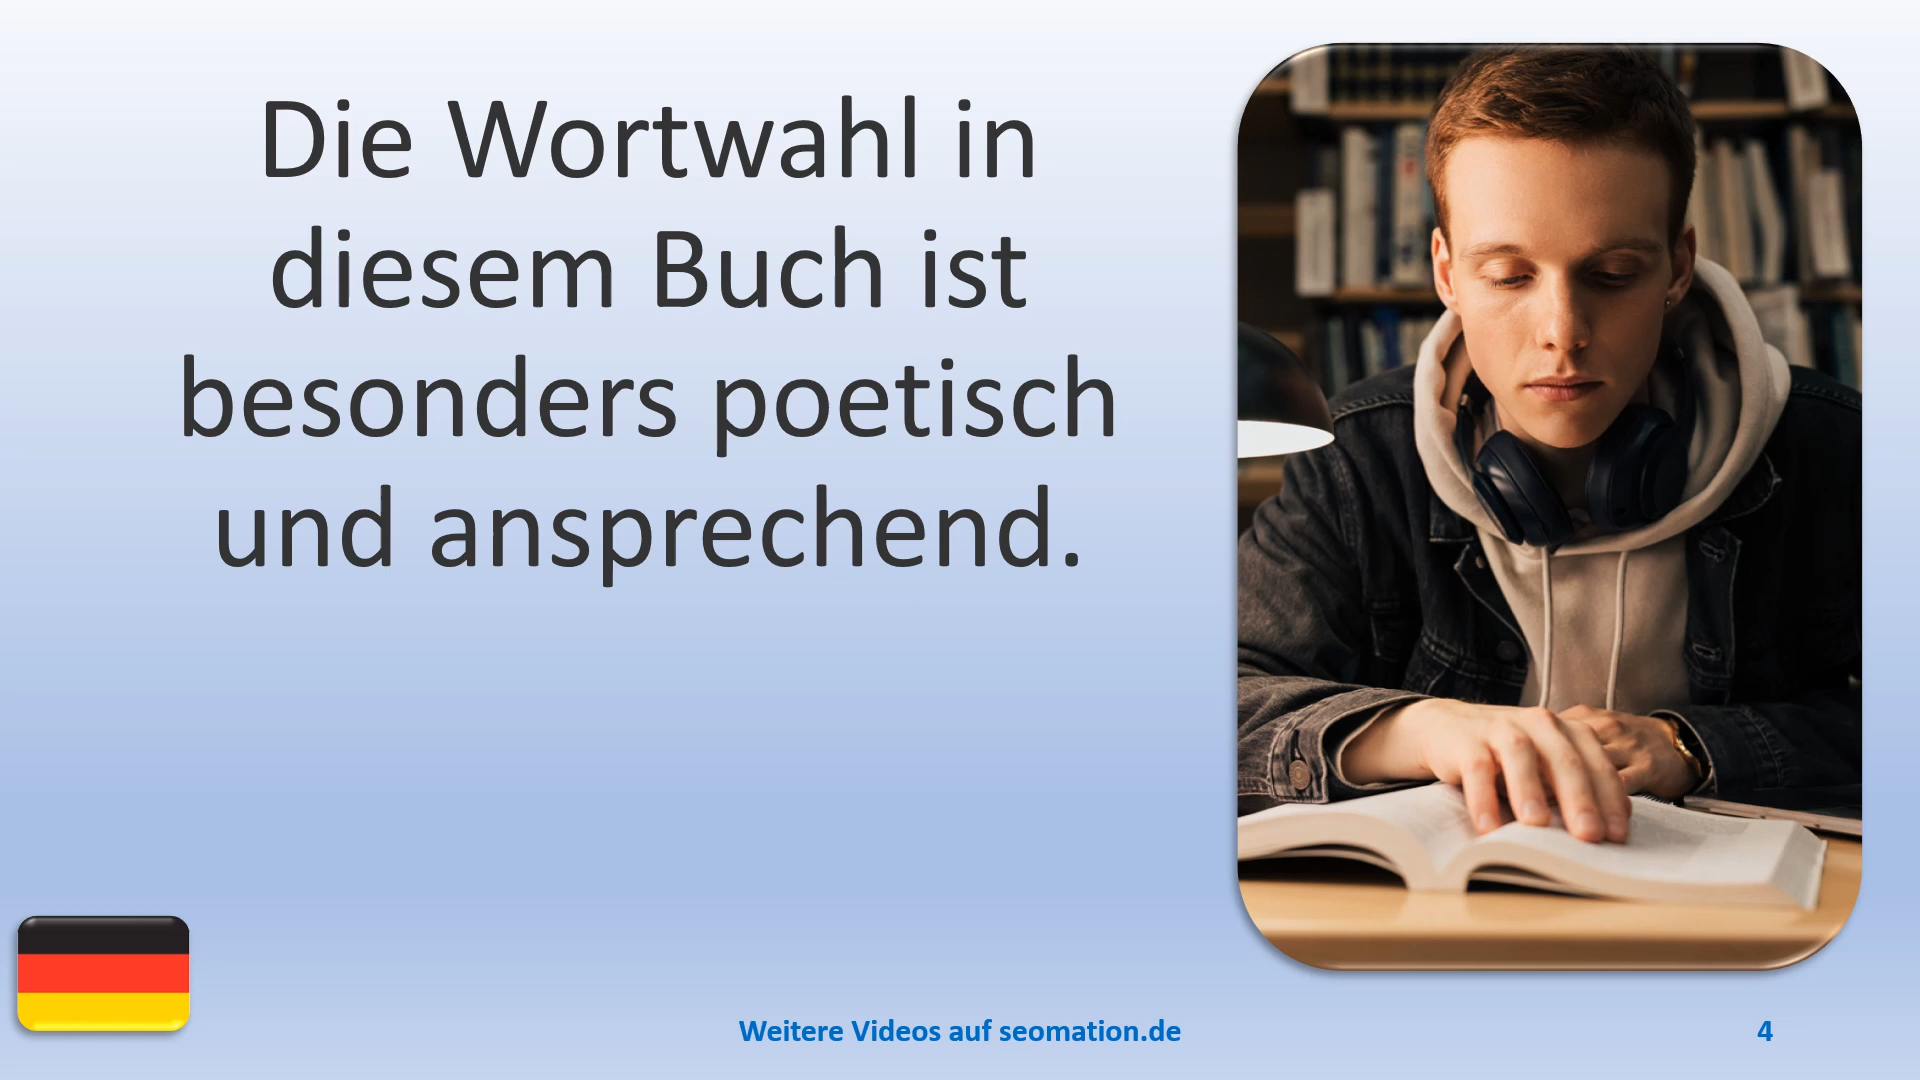 Die Wortwahl in
diesem Buch ist
besonders poetisch
und ansprechend.
Weitere Videos auf seomation.de
4